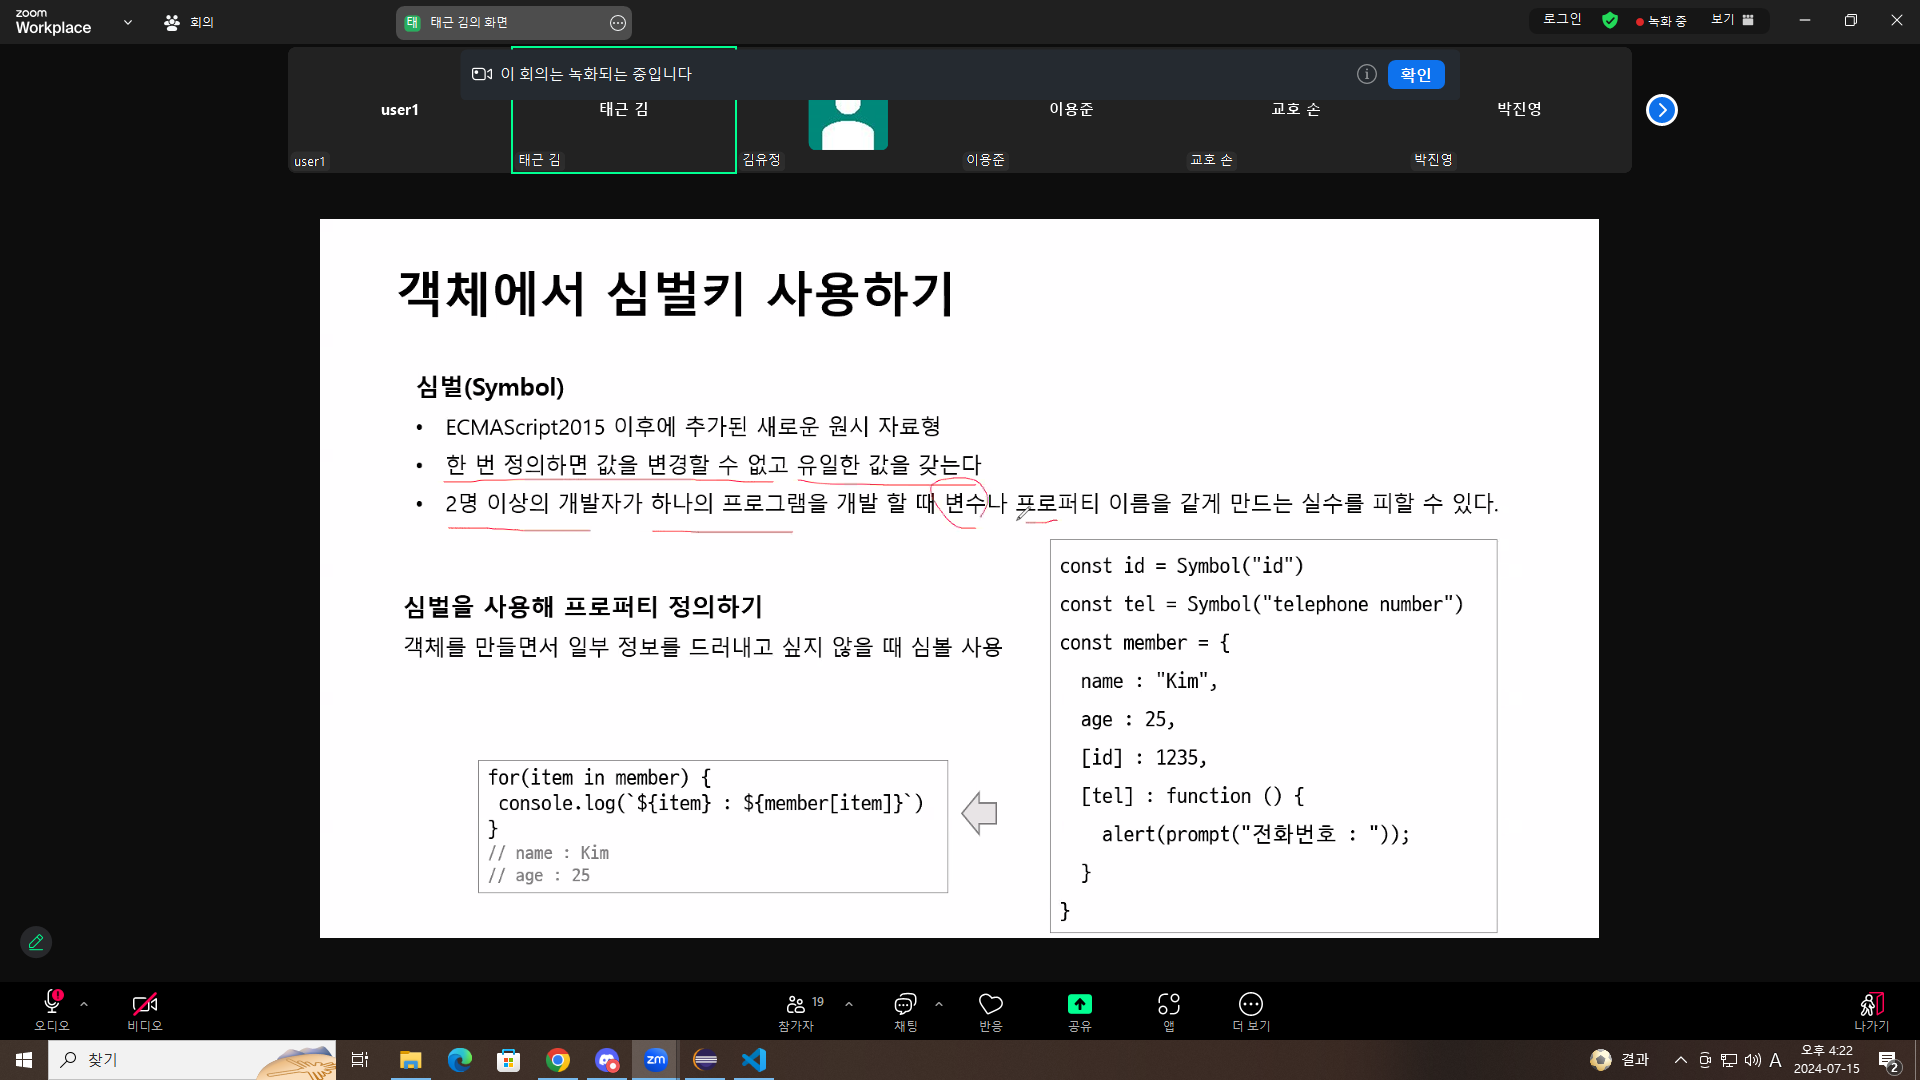 zoom
Workplace
회의
태
태근 김의 화면
로그인
녹화 중
보기
이 회의는 녹화되는 중입니다
확인
user1
태근 김
이용준
교호 손
박진영
user1
태근 김
김유정
이용준
교호 손
박진영
객체에서 심벌키 사용하기
심벌(Symbol)
• ECMAScript2015 이후에 추가된 새로운 원시 자료형
• 한 번 정의하면 값을 변경할 수 없고 유일한 값을 갖는다
• 2명 이상의 개발자가 하나의 프로그램을 개발 할 때 변수나 프로퍼티 이름을 같게 만드는 실수를 피할 수 있다.
심벌을 사용해 프로퍼티 정의하기
객체를 만들면서 일부 정보를 드러내고 싶지 않을 때 심볼 사용
for(item in member) {
console.log(`${item} : ${member[item]}`)
}
// name : Kim
// age : 25
const id = Symbol("id")
const tel = Symbol("telephone number")
const member = {
name : "Kim",
age : 25,
[id] : 1235,
[tel] : function () {
alert(prompt("전화번호 : "));
}
}
오디오
비디오
19
참가자
채팅
반응
공유
앱
더 보기
나가기
찾기
zm
결과
A
오후 4:22
2024-07-15
2